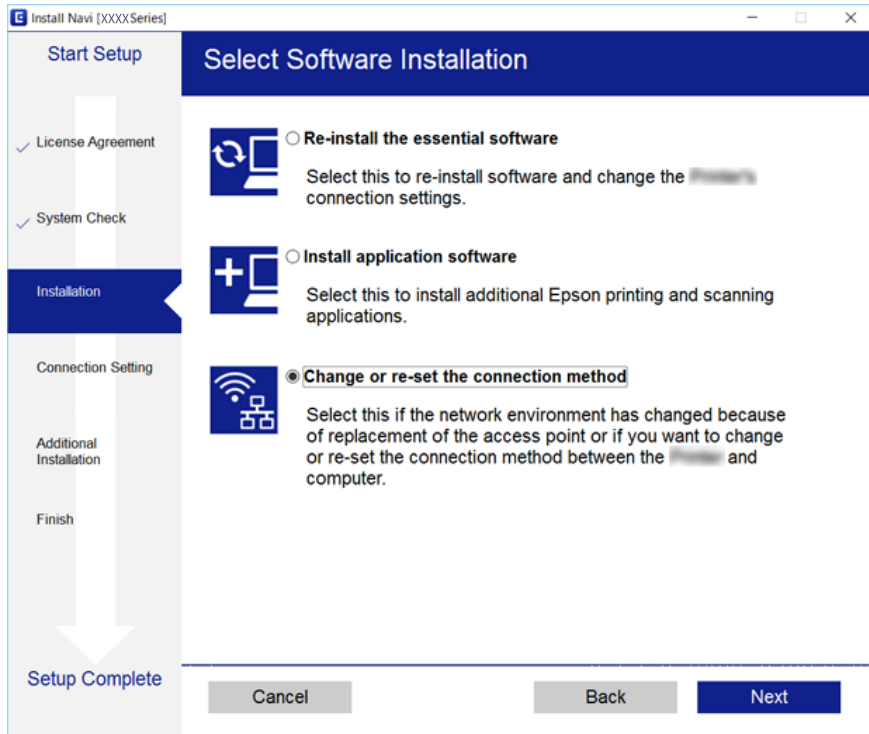 E Install Navi [XXXX Series]
Start Setup
License Agreement
System Check
Installation
Connection Setting
Additional
Installation
Finish
Setup Complete
Select Software Installation
Re-install the essential software
Select this to re-install software and change the
connection settings.
Install application software
Select this to install additional Epson printing and scanning
applications.
Change or re-set the connection method
Select this if the network environment has changed because
of replacement of the access point or if you want to change
or re-set the connection method between the and
computer.
Cancel
Back
Next